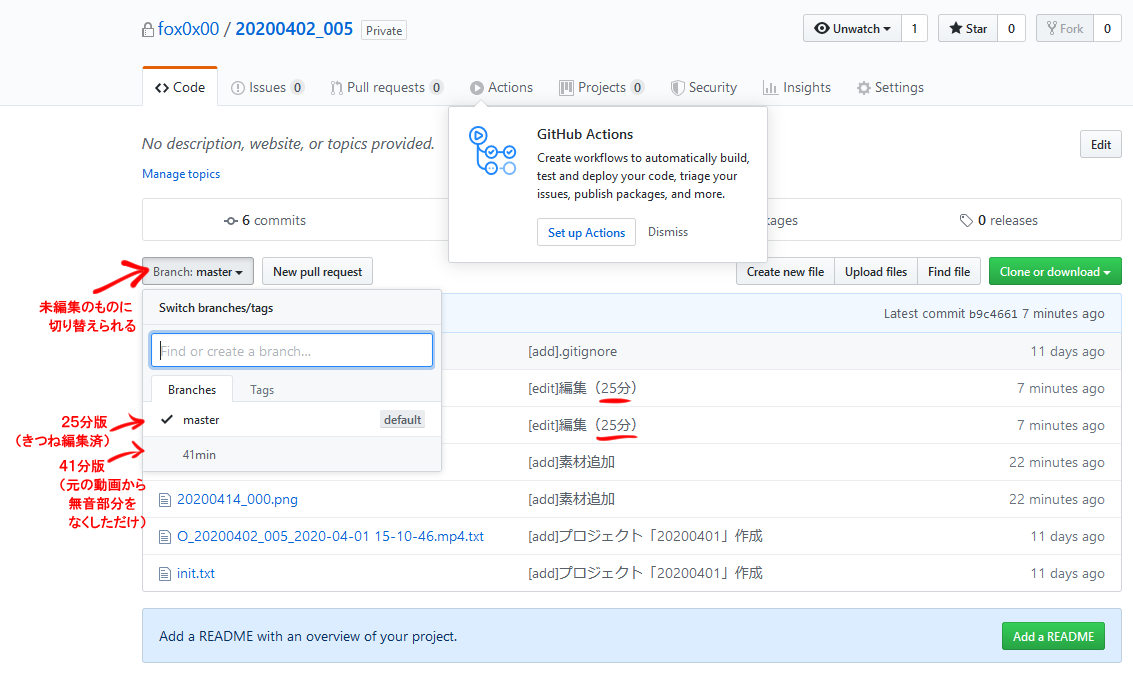 fox0x00 / 20200402_005 Private
Unwatch 1 Star 0 Fork 0
Code Issues 0 Pull requests 0 Actions Projects 0 Security Insights Settings
No description, website, or topics provided.
Edit
Manage topics
GitHub Actions
Create workflows to automatically build,
test and deploy your code, triage your
issues, publish packages, and more.
Set up Actions Dismiss
6 commits
kages
0 releases
Branch: master New pull request
Create new file Upload files Find file Clone or download
未編集のものに
切り替えられる
Switch branches/tags
Latest commit b9c4661 7 minutes ago
Find or create a branch...
[add].gitignore 11 days ago
Branches Tags
[edit]編集（25分） 7 minutes ago
25分版
（きつね編集済）
master default
[edit]編集（25分） 7 minutes ago
41分版
（元の動画から
無音部分を
なくしただけ）
41min
[add]素材追加 22 minutes ago
20200414_000.png [add]素材追加 22 minutes ago
O_20200402_005_2020-04-01 15-10-46.mp4.txt [add]プロジェクト「20200401」作成 11 days ago
init.txt [add]プロジェクト「20200401」作成 11 days ago
Add a README with an overview of your project.
Add a README